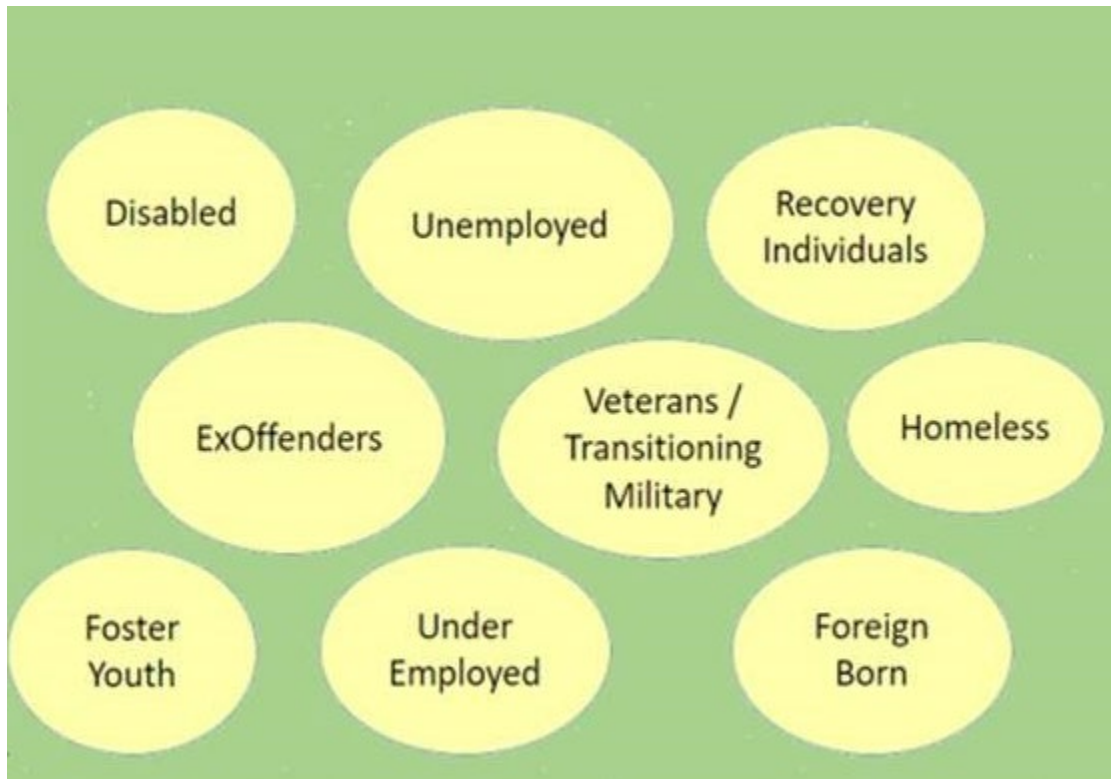 Disabled
Unemployed
Recovery
Individuals
ExOffenders
Veterans /
Transitioning
Military
Homeless
Foster
Youth
Under
Employed
Foreign
Born